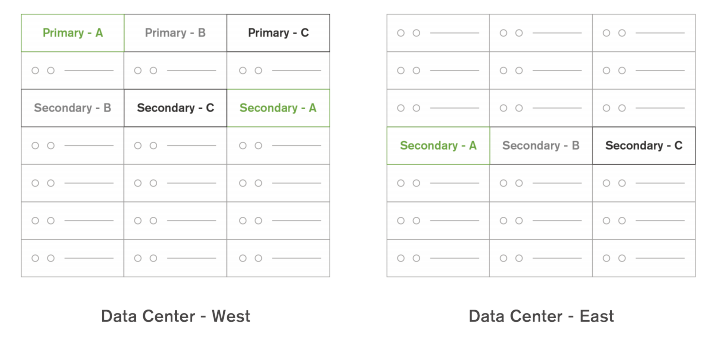 Primary - A
Primary - B
Primary - C
Secondary - B
Secondary - C
Secondary - A
Secondary - A
Secondary - B
Secondary - C
Data Center - West
Data Center - East